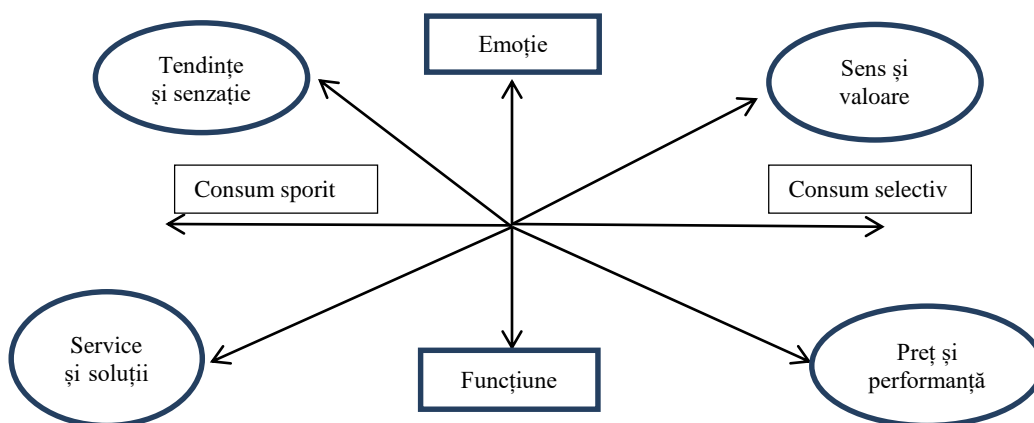 Emoție
Tendințe
și senzație
Sens și
valoare
Consum sporit
Consum selectiv
Service
și soluții
Funcțiune
Preț și
performanță